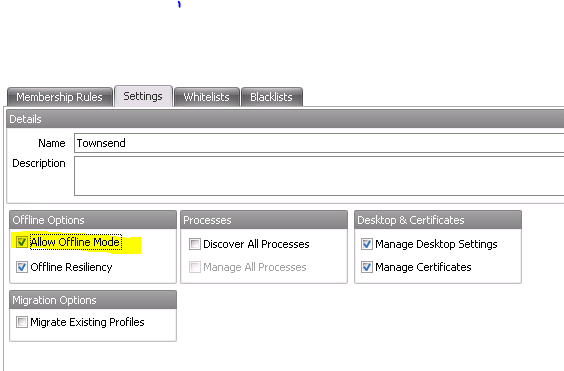 Membership Rules Settings Whitelists Blacklists
Details
Name Townsend
Description
Offline Options Processes Desktop & Certificates
Allow Offline Mode Discover All Processes Manage Desktop Settings
Offline Resiliency Manage All Processes Manage Certificates
Migration Options
Migrate Existing Profiles